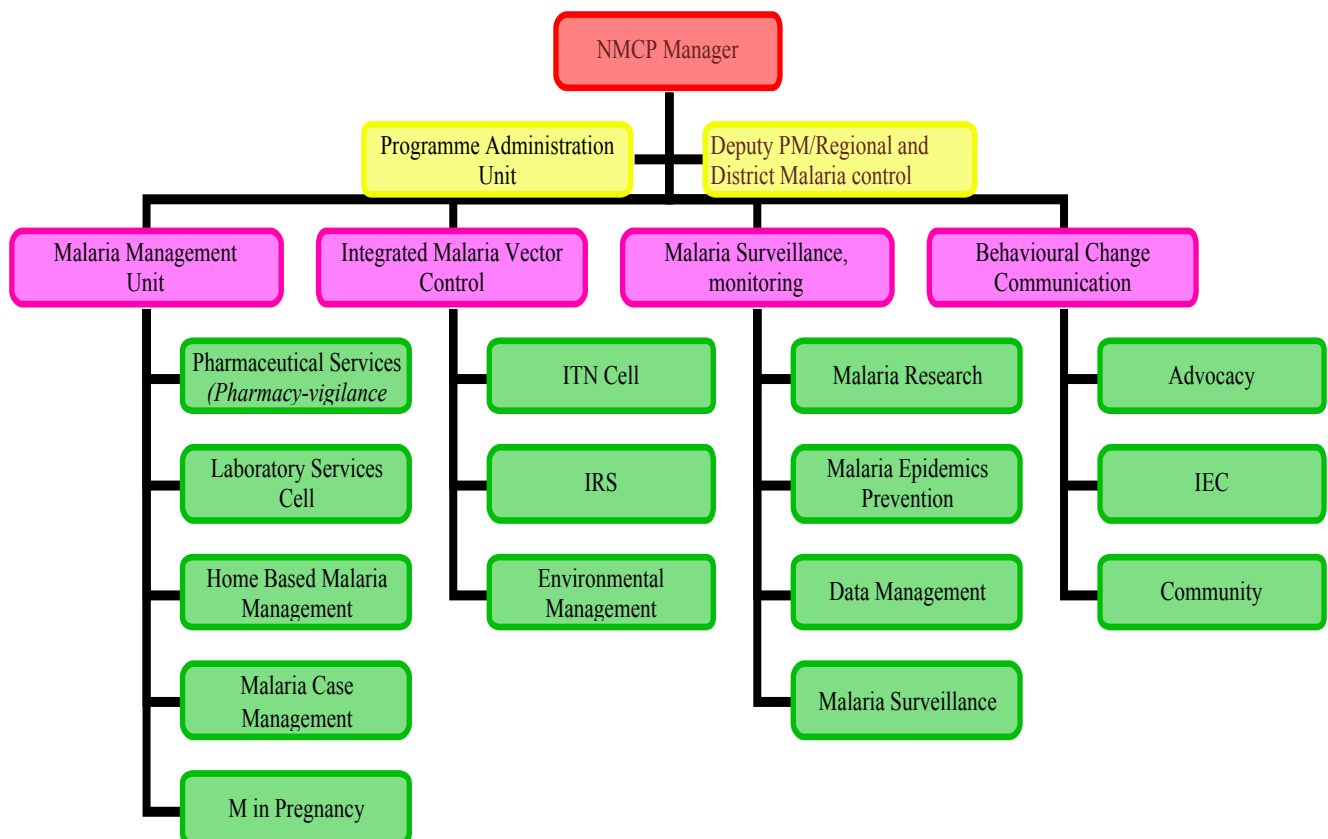 NMCP Manager
Programme Administration
Unit
Deputy PM/Regional and
District Malaria control
Malaria Management
Unit
Integrated Malaria Vector
Control
Malaria Surveillance,
monitoring
Behavioural Change
Communication
Pharmaceutical Services
(Pharmacy-vigilance
Laboratory Services
Cell
Home Based Malaria
Management
Malaria Case
Management
M in Pregnancy
ITN Cell
IRS
Environmental
Management
Malaria Research
Malaria Epidemics
Prevention
Data Management
Malaria Surveillance
Advocacy
IEC
Community